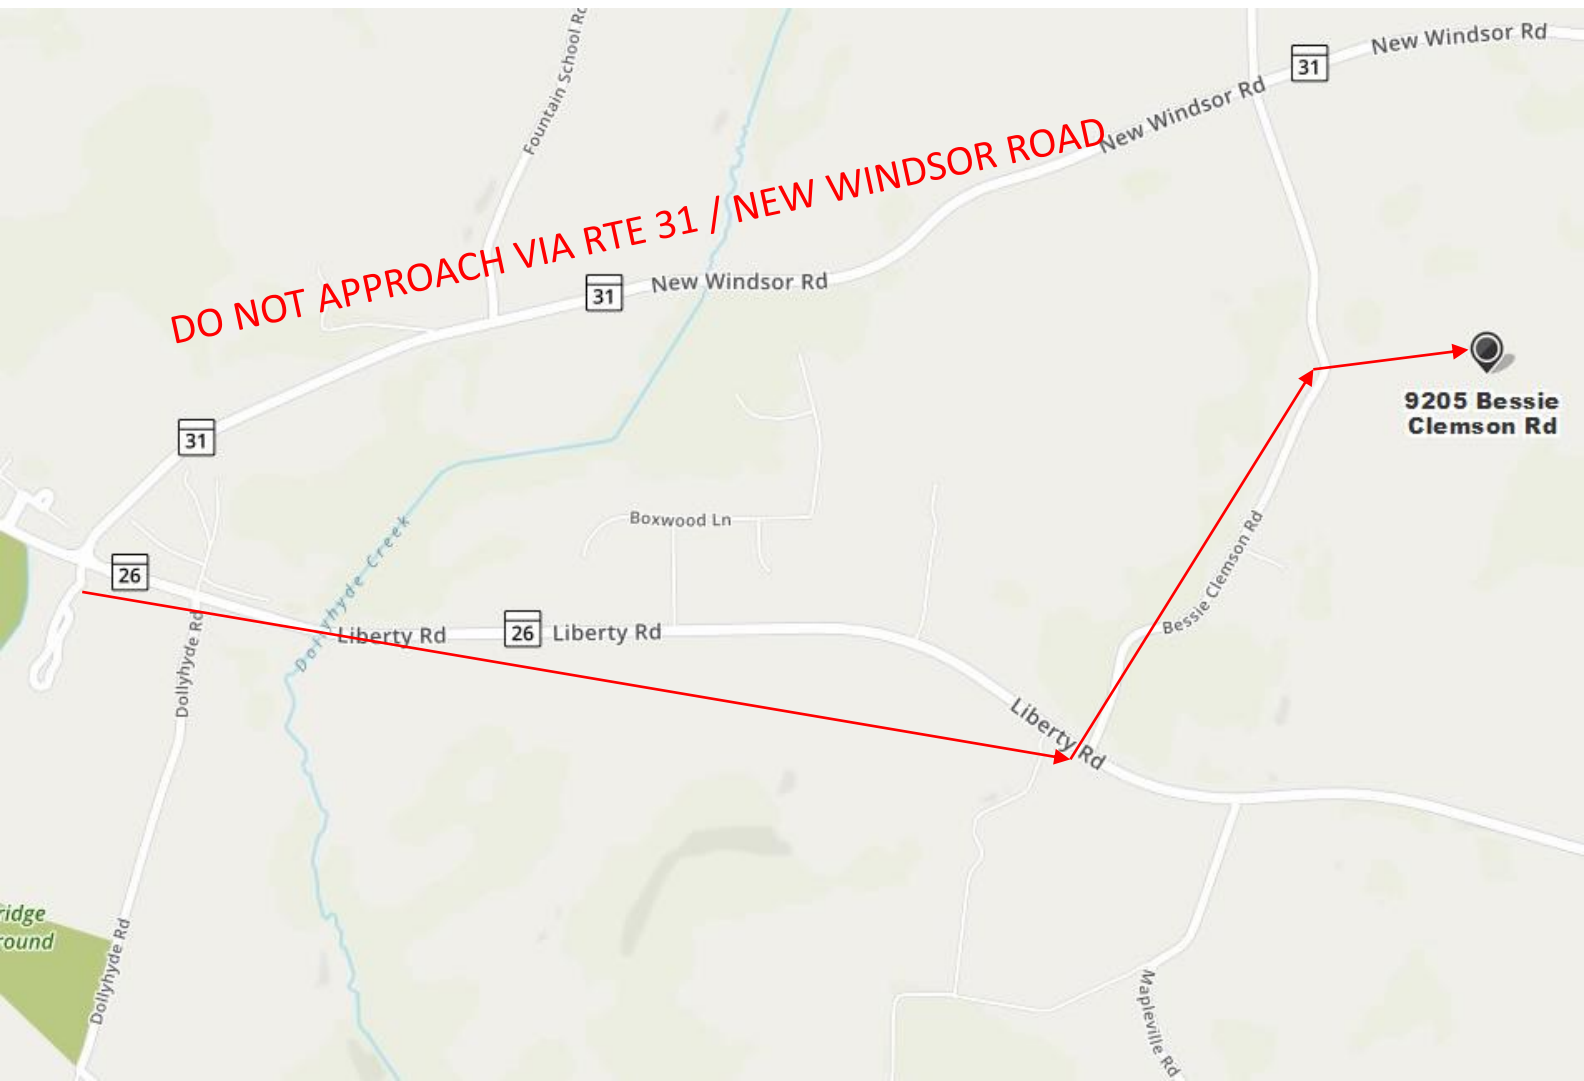 Fountain School Rd
New Windsor Rd
31
New Windsor Rd
DO NOT APPROACH VIA RTE 31 / NEW WINDSOR ROAD
31
New Windsor Rd
9205 Bessie
Clemson Rd
31
Dollyhyde Creek
Boxwood Ln
Bessie Clemson Rd
26
Liberty Rd
26
Liberty Rd
Dollyhyde Rd
Liberty Rd
ridge
round
Dollyhyde Rd
Mapleville Rd